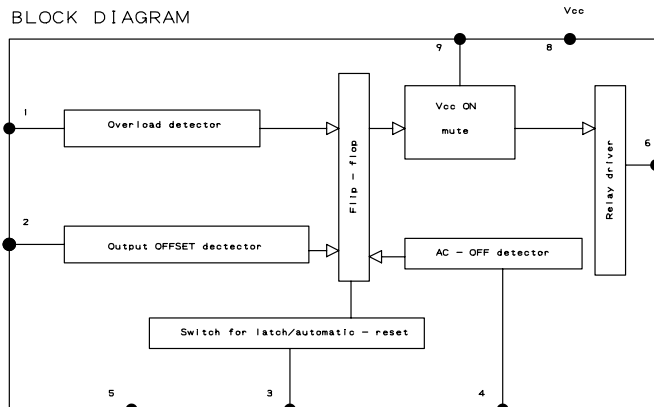 BLOCK DIAGRAM
Vcc
9
8
1
Overload detector
Flip - flop
Vcc ON
mute
Relay driver
6
2
Output OFFSET dectector
AC - OFF detector
Switch for latch/automatic - reset
5
3
4